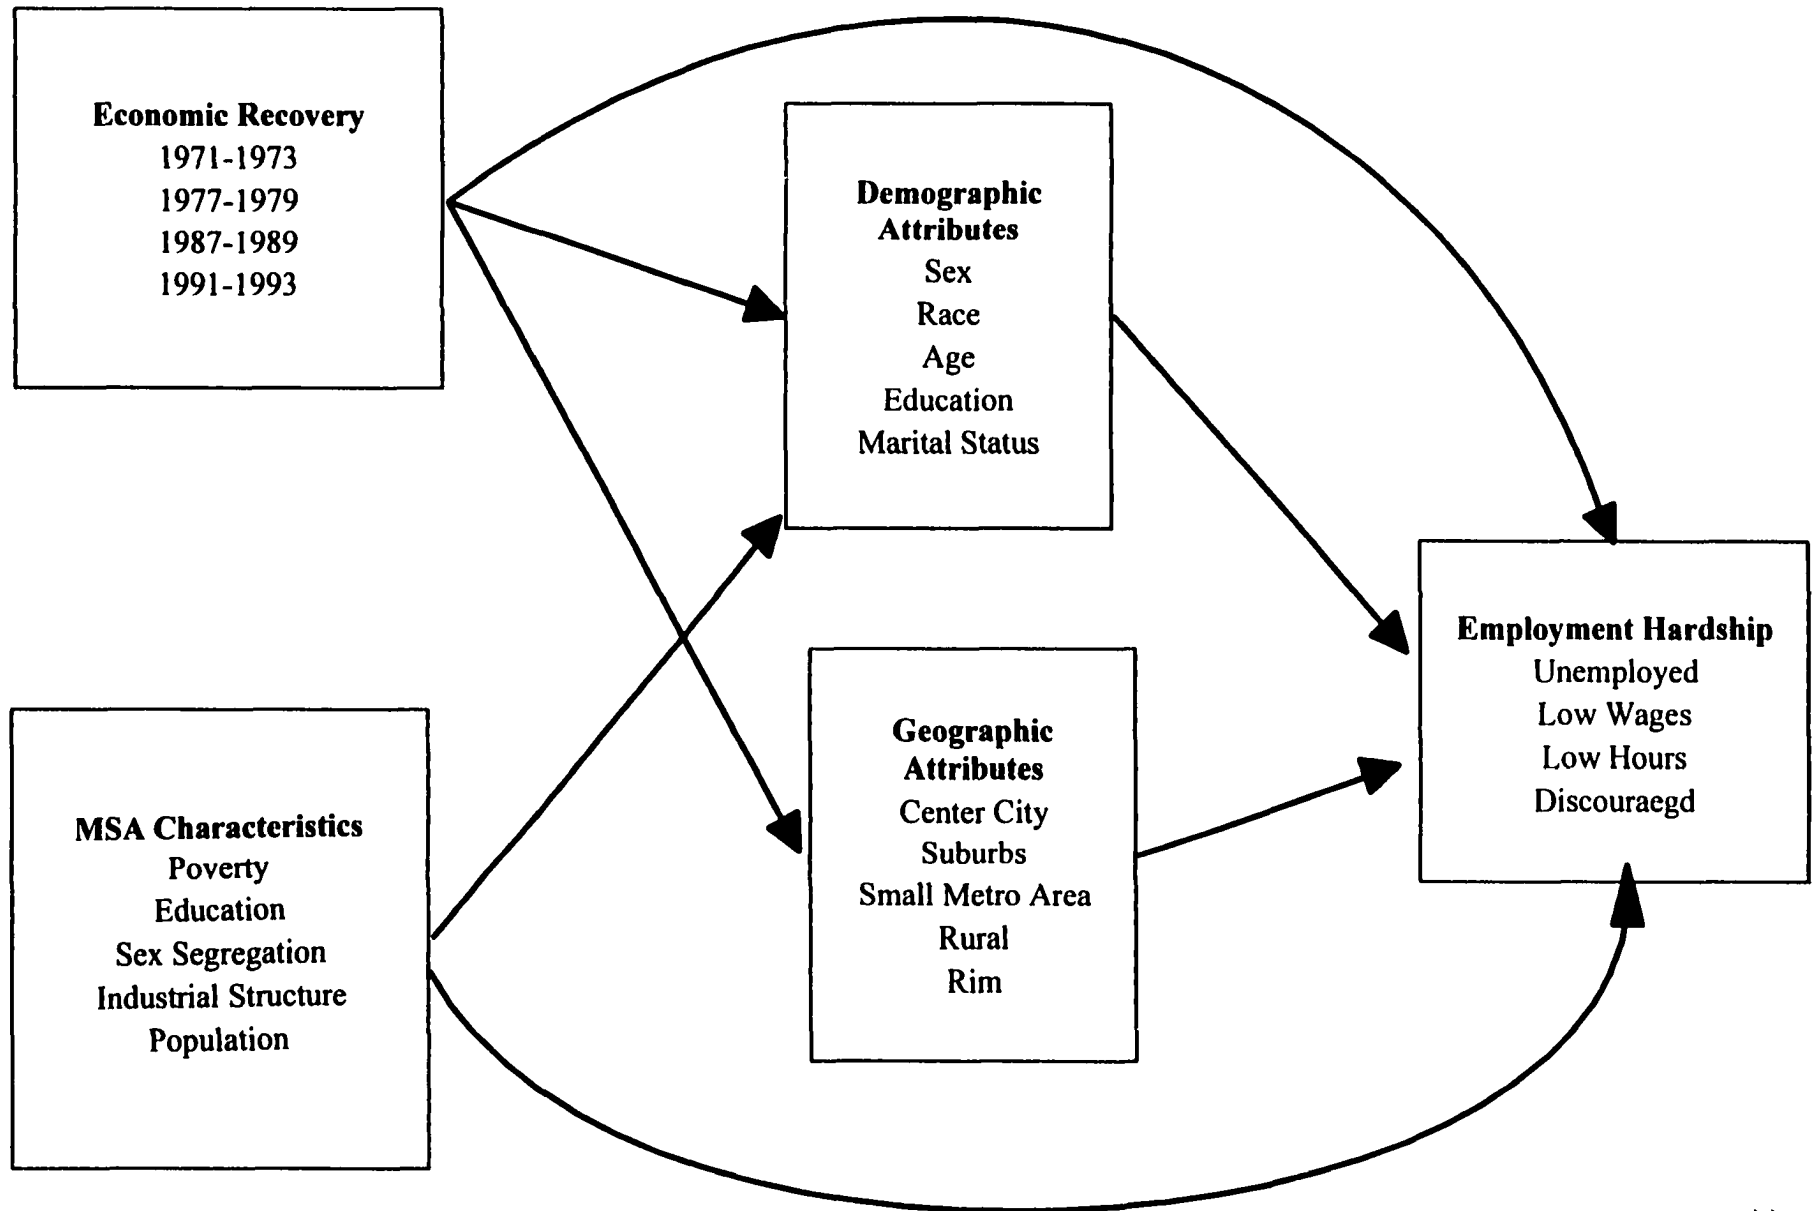 Economic Recovery
1971-1973
1977-1979
1987-1989
1991-1993
Demographic
Attributes
Sex
Race
Age
Education
Marital Status
Employment Hardship
Unemployed
Low Wages
Low Hours
Discouraegd
Geographic
Attributes
Center City
Suburbs
Small Metro Area
Rural
Rim
MSA Characteristics
Poverty
Education
Sex Segregation
Industrial Structure
Population